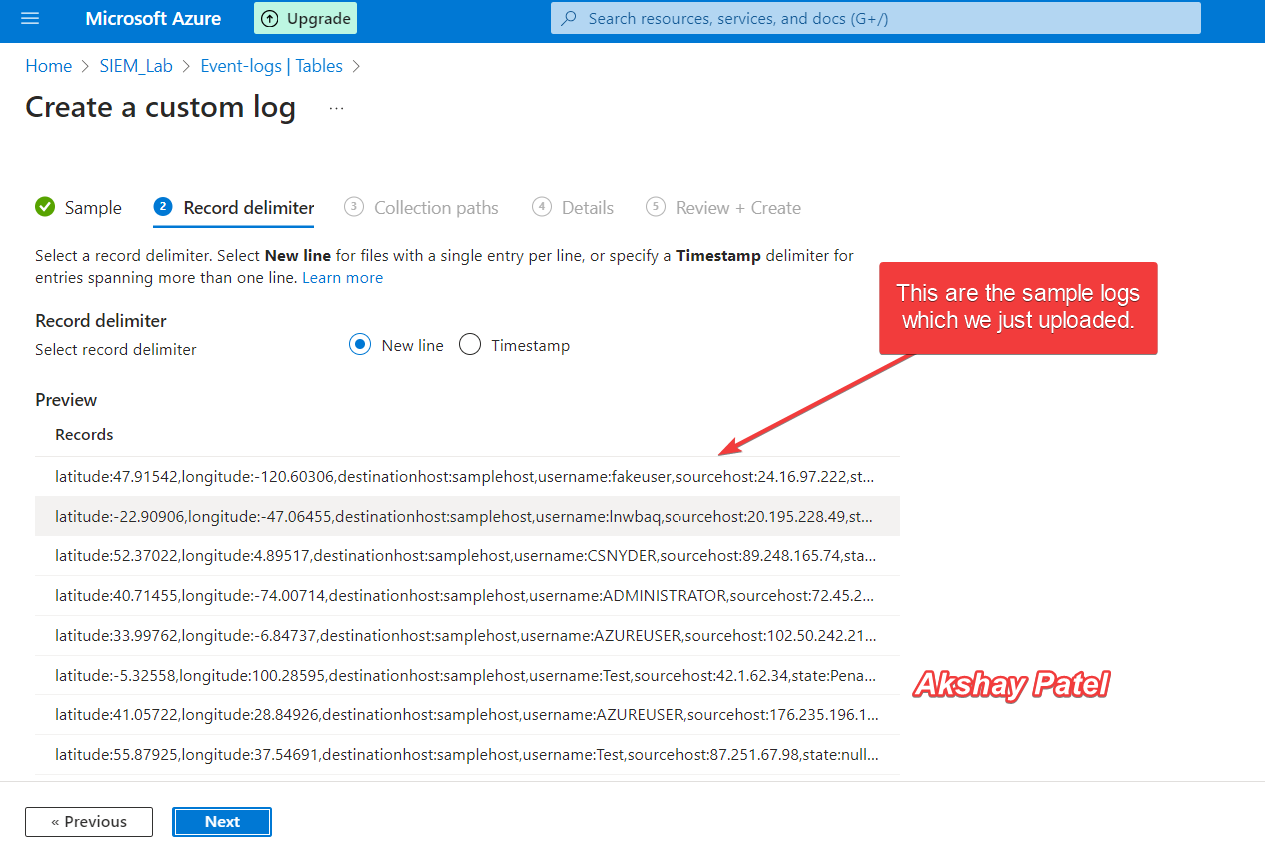 Microsoft Azure
Upgrade
Search resources, services, and docs (G+/)
Home > SIEM_Lab > Event-logs | Tables >
Create a custom log ...
Sample
2 Record delimiter
3 Collection paths
4 Details
5 Review + Create
Select a record delimiter. Select New line for files with a single entry per line, or specify a Timestamp delimiter for
entries spanning more than one line. Learn more
This are the sample logs
which we just uploaded.
Record delimiter
Select record delimiter
New line
Timestamp
Preview
Records
latitude:47.91542,longitude:-120.60306,destinationhost:samplehost,username:fakeuser,sourcehost:24.16.97.222,st...
latitude:-22.90906,longitude:-47.06455,destinationhost:samplehost,username:lnwbaq,sourcehost:20.195.228.49,st...
latitude:52.37022,longitude:4.89517,destinationhost:samplehost,username:CSNYDER,sourcehost:89.248.165.74,sta...
latitude:40.71455,longitude:-74.00714,destinationhost:samplehost,username:ADMINISTRATOR,sourcehost:72.45.2...
latitude:33.99762,longitude:-6.84737,destinationhost:samplehost,username:AZUREUSER,sourcehost:102.50.242.21...
latitude:-5.32558,longitude:100.28595,destinationhost:samplehost,username:Test,sourcehost:42.1.62.34,state:Pena...
Akshay Patel
latitude:41.05722,longitude:28.84926,destinationhost:samplehost,username:AZUREUSER,sourcehost:176.235.196.1...
latitude:55.87925,longitude:37.54691,destinationhost:samplehost,username:Test,sourcehost:87.251.67.98,state:null...
« Previous
Next